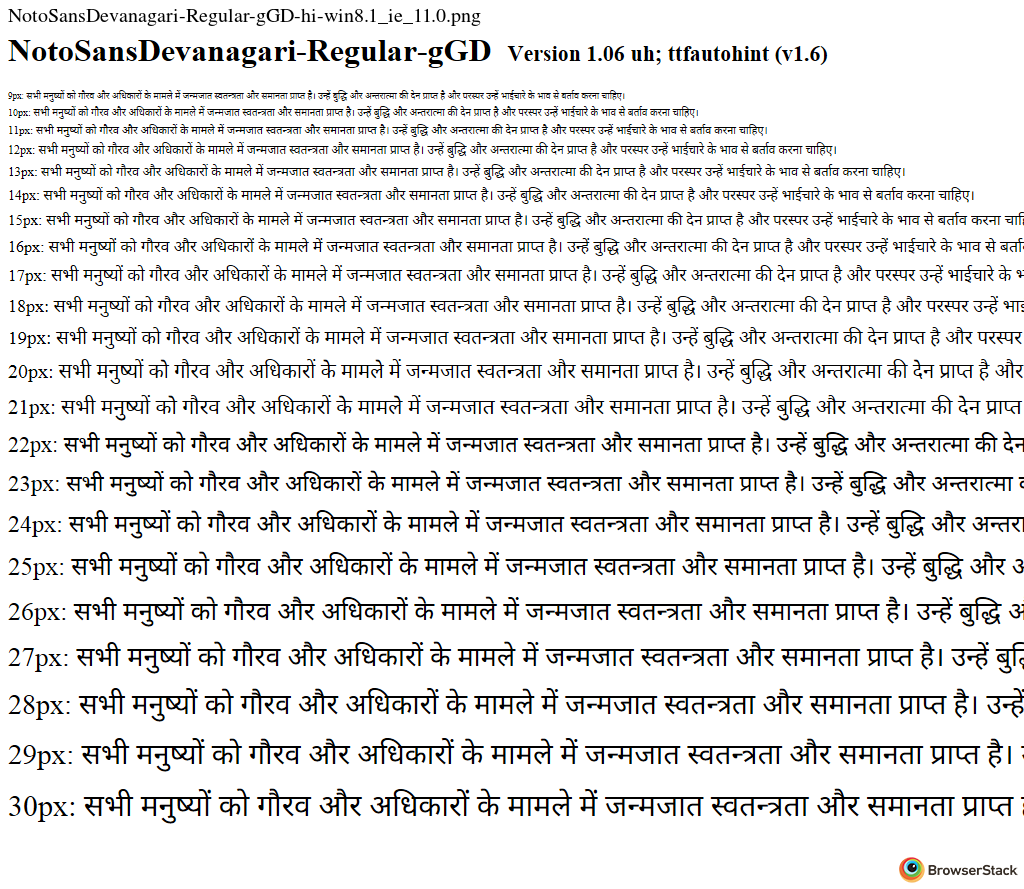 NotoSansDevanagari-Regular-gGD-hi-win8.1_ie_11.0.png
NotoSansDevanagari-Regular-gGD Version 1.06 uh; ttfautohint (v1.6)
9px: सभी मनुष्यों को गौरव और अधिकारों के मामले में जन्मजात स्वतन्त्रता और समानता प्राप्त है। उन्हें बुद्धि और अन्तरात्मा की देन प्राप्त है और परस्पर उन्हें भाईचारे के भाव से बर्ताव करना चाहिए।
10px: सभी मनुष्यों को गौरव और अधिकारों के मामले में जन्मजात स्वतन्त्रता और समानता प्राप्त है। उन्हें बुद्धि और अन्तरात्मा की देन प्राप्त है और परस्पर उन्हें भाईचारे के भाव से बर्ताव करना चाहिए।
11px: सभी मनुष्यों को गौरव और अधिकारों के मामले में जन्मजात स्वतन्त्रता और समानता प्राप्त है। उन्हें बुद्धि और अन्तरात्मा की देन प्राप्त है और परस्पर उन्हें भाईचारे के भाव से बर्ताव करना चाहिए।
12px: सभी मनुष्यों को गौरव और अधिकारों के मामले में जन्मजात स्वतन्त्रता और समानता प्राप्त है। उन्हें बुद्धि और अन्तरात्मा की देन प्राप्त है और परस्पर उन्हें भाईचारे के भाव से बर्ताव करना चाहिए।
13px: सभी मनुष्यों को गौरव और अधिकारों के मामले में जन्मजात स्वतन्त्रता और समानता प्राप्त है। उन्हें बुद्धि और अन्तरात्मा की देन प्राप्त है और परस्पर उन्हें भाईचारे के भाव से बर्ताव करना चाहिए।
14px: सभी मनुष्यों को गौरव और अधिकारों के मामले में जन्मजात स्वतन्त्रता और समानता प्राप्त है। उन्हें बुद्धि और अन्तरात्मा की देन प्राप्त है और परस्पर उन्हें भाईचारे के भाव से बर्ताव करना चाहिए।
15px: सभी मनुष्यों को गौरव और अधिकारों के मामले में जन्मजात स्वतन्त्रता और समानता प्राप्त है। उन्हें बुद्धि और अन्तरात्मा की देन प्राप्त है और परस्पर उन्हें भाईचारे के भाव से बर्ताव करना
16px: सभी मनुष्यों को गौरव और अधिकारों के मामले में जन्मजात स्वतन्त्रता और समानता प्राप्त है। उन्हें बुद्धि और अन्तरात्मा की देन प्राप्त है और परस्पर उन्हें भाईचारे के भाव से
17px: सभी मनुष्यों को गौरव और अधिकारों के मामले में जन्मजात स्वतन्त्रता और समानता प्राप्त है। उन्हें बुद्धि और अन्तरात्मा की देन प्राप्त है और परस्पर उन्हें भाईचारे के
18px: सभी मनुष्यों को गौरव और अधिकारों के मामले में जन्मजात स्वतन्त्रता और समानता प्राप्त है। उन्हें बुद्धि और अन्तरात्मा की देन प्राप्त है और परस्पर उन्हें
19px: सभी मनुष्यों को गौरव और अधिकारों के मामले में जन्मजात स्वतन्त्रता और समानता प्राप्त है। उन्हें बुद्धि और अन्तरात्मा की देन प्राप्त है और परस्पर
20px: सभी मनुष्यों को गौरव और अधिकारों के मामले में जन्मजात स्वतन्त्रता और समानता प्राप्त है। उन्हें बुद्धि और अन्तरात्मा की देन प्राप्त है और
21px: सभी मनुष्यों को गौरव और अधिकारों के मामले में जन्मजात स्वतन्त्रता और समानता प्राप्त है। उन्हें बुद्धि और अन्तरात्मा की देन प्राप्त
22px: सभी मनुष्यों को गौरव और अधिकारों के मामले में जन्मजात स्वतन्त्रता और समानता प्राप्त है। उन्हें बुद्धि और अन्तरात्मा की देन
23px: सभी मनुष्यों को गौरव और अधिकारों के मामले में जन्मजात स्वतन्त्रता और समानता प्राप्त है। उन्हें बुद्धि और अन्तरात्मा
24px: सभी मनुष्यों को गौरव और अधिकारों के मामले में जन्मजात स्वतन्त्रता और समानता प्राप्त है। उन्हें बुद्धि और
25px: सभी मनुष्यों को गौरव और अधिकारों के मामले में जन्मजात स्वतन्त्रता और समानता प्राप्त है। उन्हें बुद्धि और
26px: सभी मनुष्यों को गौरव और अधिकारों के मामले में जन्मजात स्वतन्त्रता और समानता प्राप्त है। उन्हें बुद्धि
27px: सभी मनुष्यों को गौरव और अधिकारों के मामले में जन्मजात स्वतन्त्रता और समानता प्राप्त है। उन्हें
28px: सभी मनुष्यों को गौरव और अधिकारों के मामले में जन्मजात स्वतन्त्रता और समानता प्राप्त है। उन्हें
29px: सभी मनुष्यों को गौरव और अधिकारों के मामले में जन्मजात स्वतन्त्रता और समानता प्राप्त है।
30px: सभी मनुष्यों को गौरव और अधिकारों के मामले में जन्मजात स्वतन्त्रता और समानता प्राप्त
BrowserStack